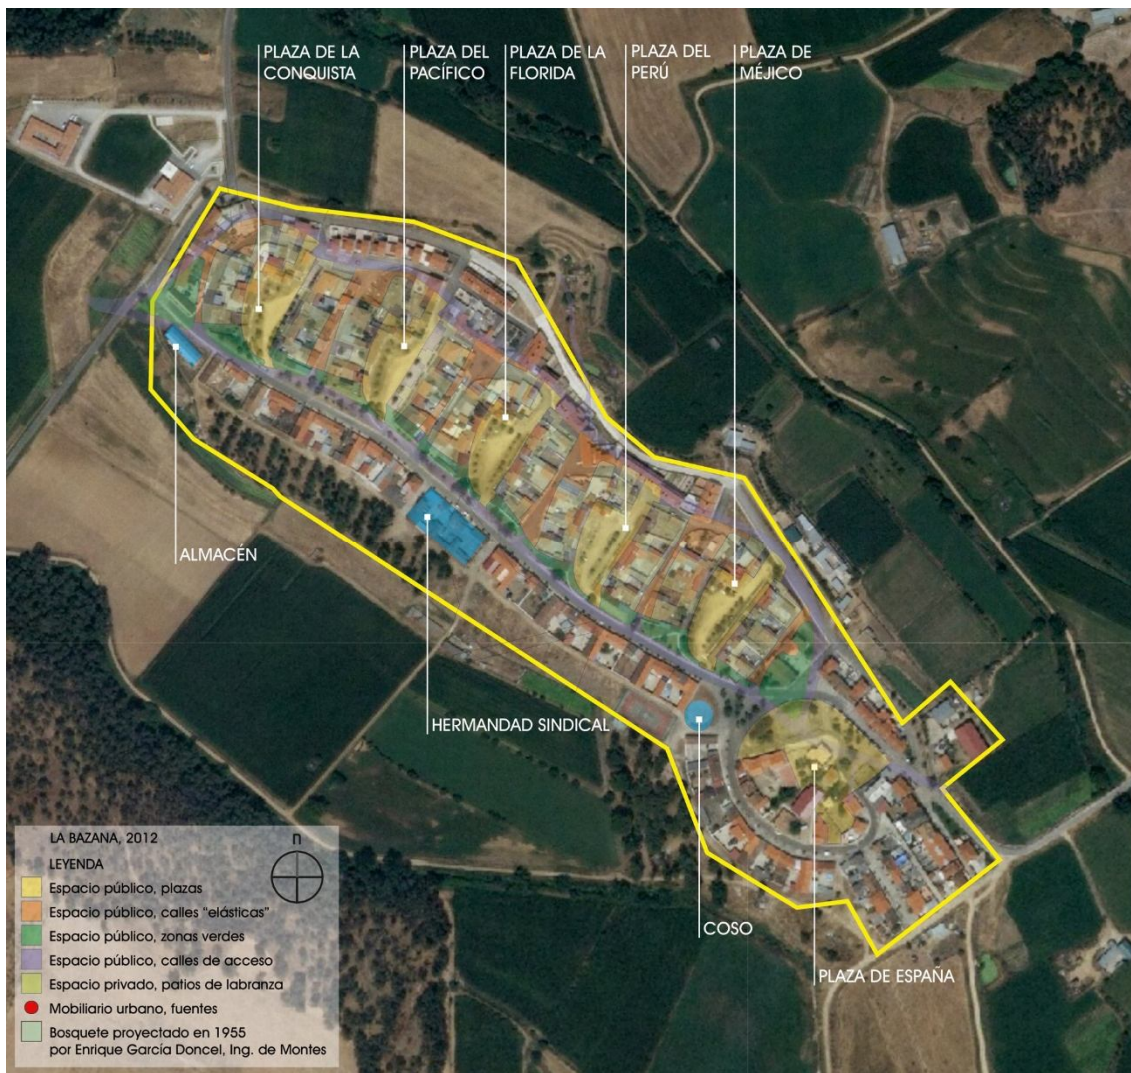 PLAZA DE LA
CONQUISTA
PLAZA DEL
PACÍFICO
PLAZA DE LA
FLORIDA
PLAZA DEL
PERÚ
PLAZA DE
MÉJICO
ALMACÉN
HERMANDAD SINDICAL
COSO
PLAZA DE ESPAÑA
LA BAZANA, 2012
n
LEYENDA
Espacio público, plazas
Espacio público, calles "elásticas"
Espacio público, zonas verdes
Espacio público, calles de acceso
Espacio privado, patios de labranza
Mobiliario urbano, fuentes
Bosquete proyectado en 1955
por Enrique García Doncel, Ing. de Montes